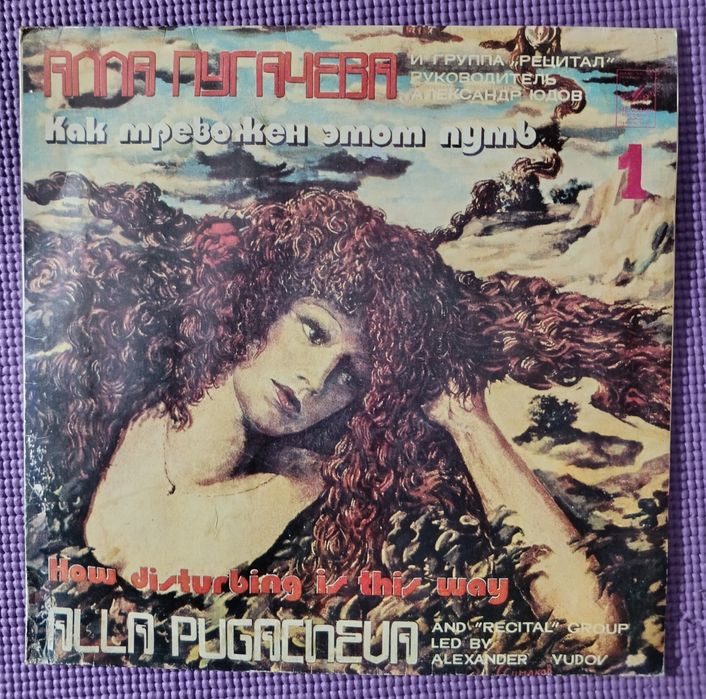 АЛЛА ПУГАЧЕВА
И ГРУППА „РЕЦИТАЛ"
РУКОВОДИТЕЛЬ
АЛЕКСАНДР ЮДОВ
Как тревожен этот путь
1
How disturbing is this way
ALLA PUGACHEVA
AND "RECITAL" GROUP
LED BY
ALEXANDER YUDOV